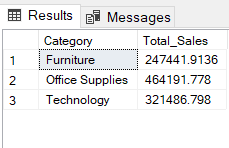 Results Messages
Category Total_Sales
1 Furniture 247441.9136
2 Office Supplies 464191.778
3 Technology 321486.798